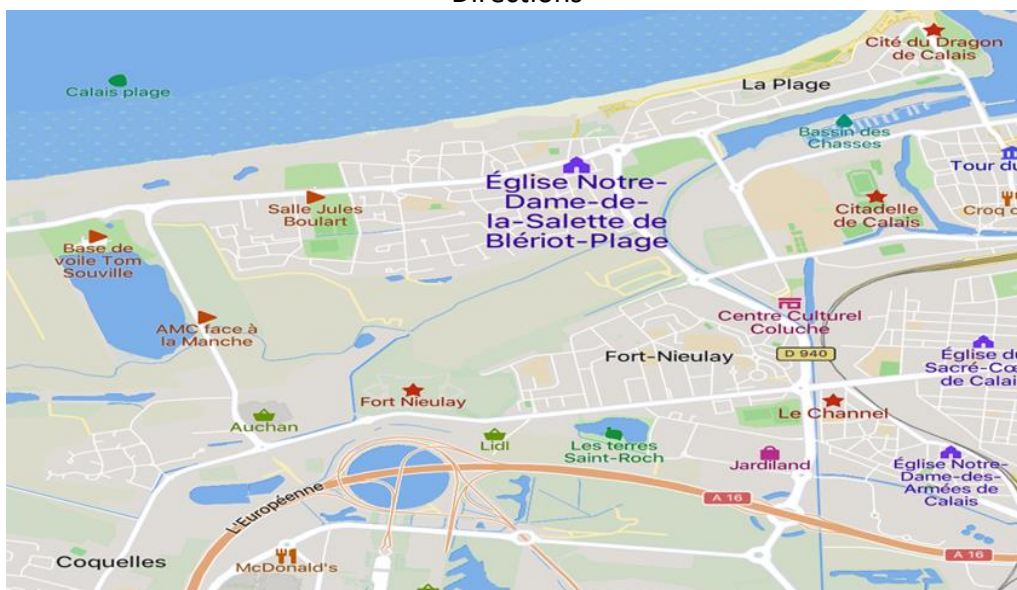 Directions
Cité du Dragon
de Calais
La Plage
Calais plage
Bassin des
Chasses
Tour du
Église Notre-
Dame-de-
la-Salette de
Blériot-Plage
Salle Jules
Boulart
Citadelle
de Calais
Croq
Base de
voile Tom
Souville
AMC face à
la Manche
Centre Culturel
Coluche
Fort-Nieulay
D 940
Église du
Sacré-Cœ
de Calai
Fort Nieulay
Le Channel
Auchan
Lidl
Les terres
Saint-Roch
Jardiland
Église Notre-
Dame-des-
Armées de
Calais
L'Européenne
A 16
A 16
Coquelles
McDonald's